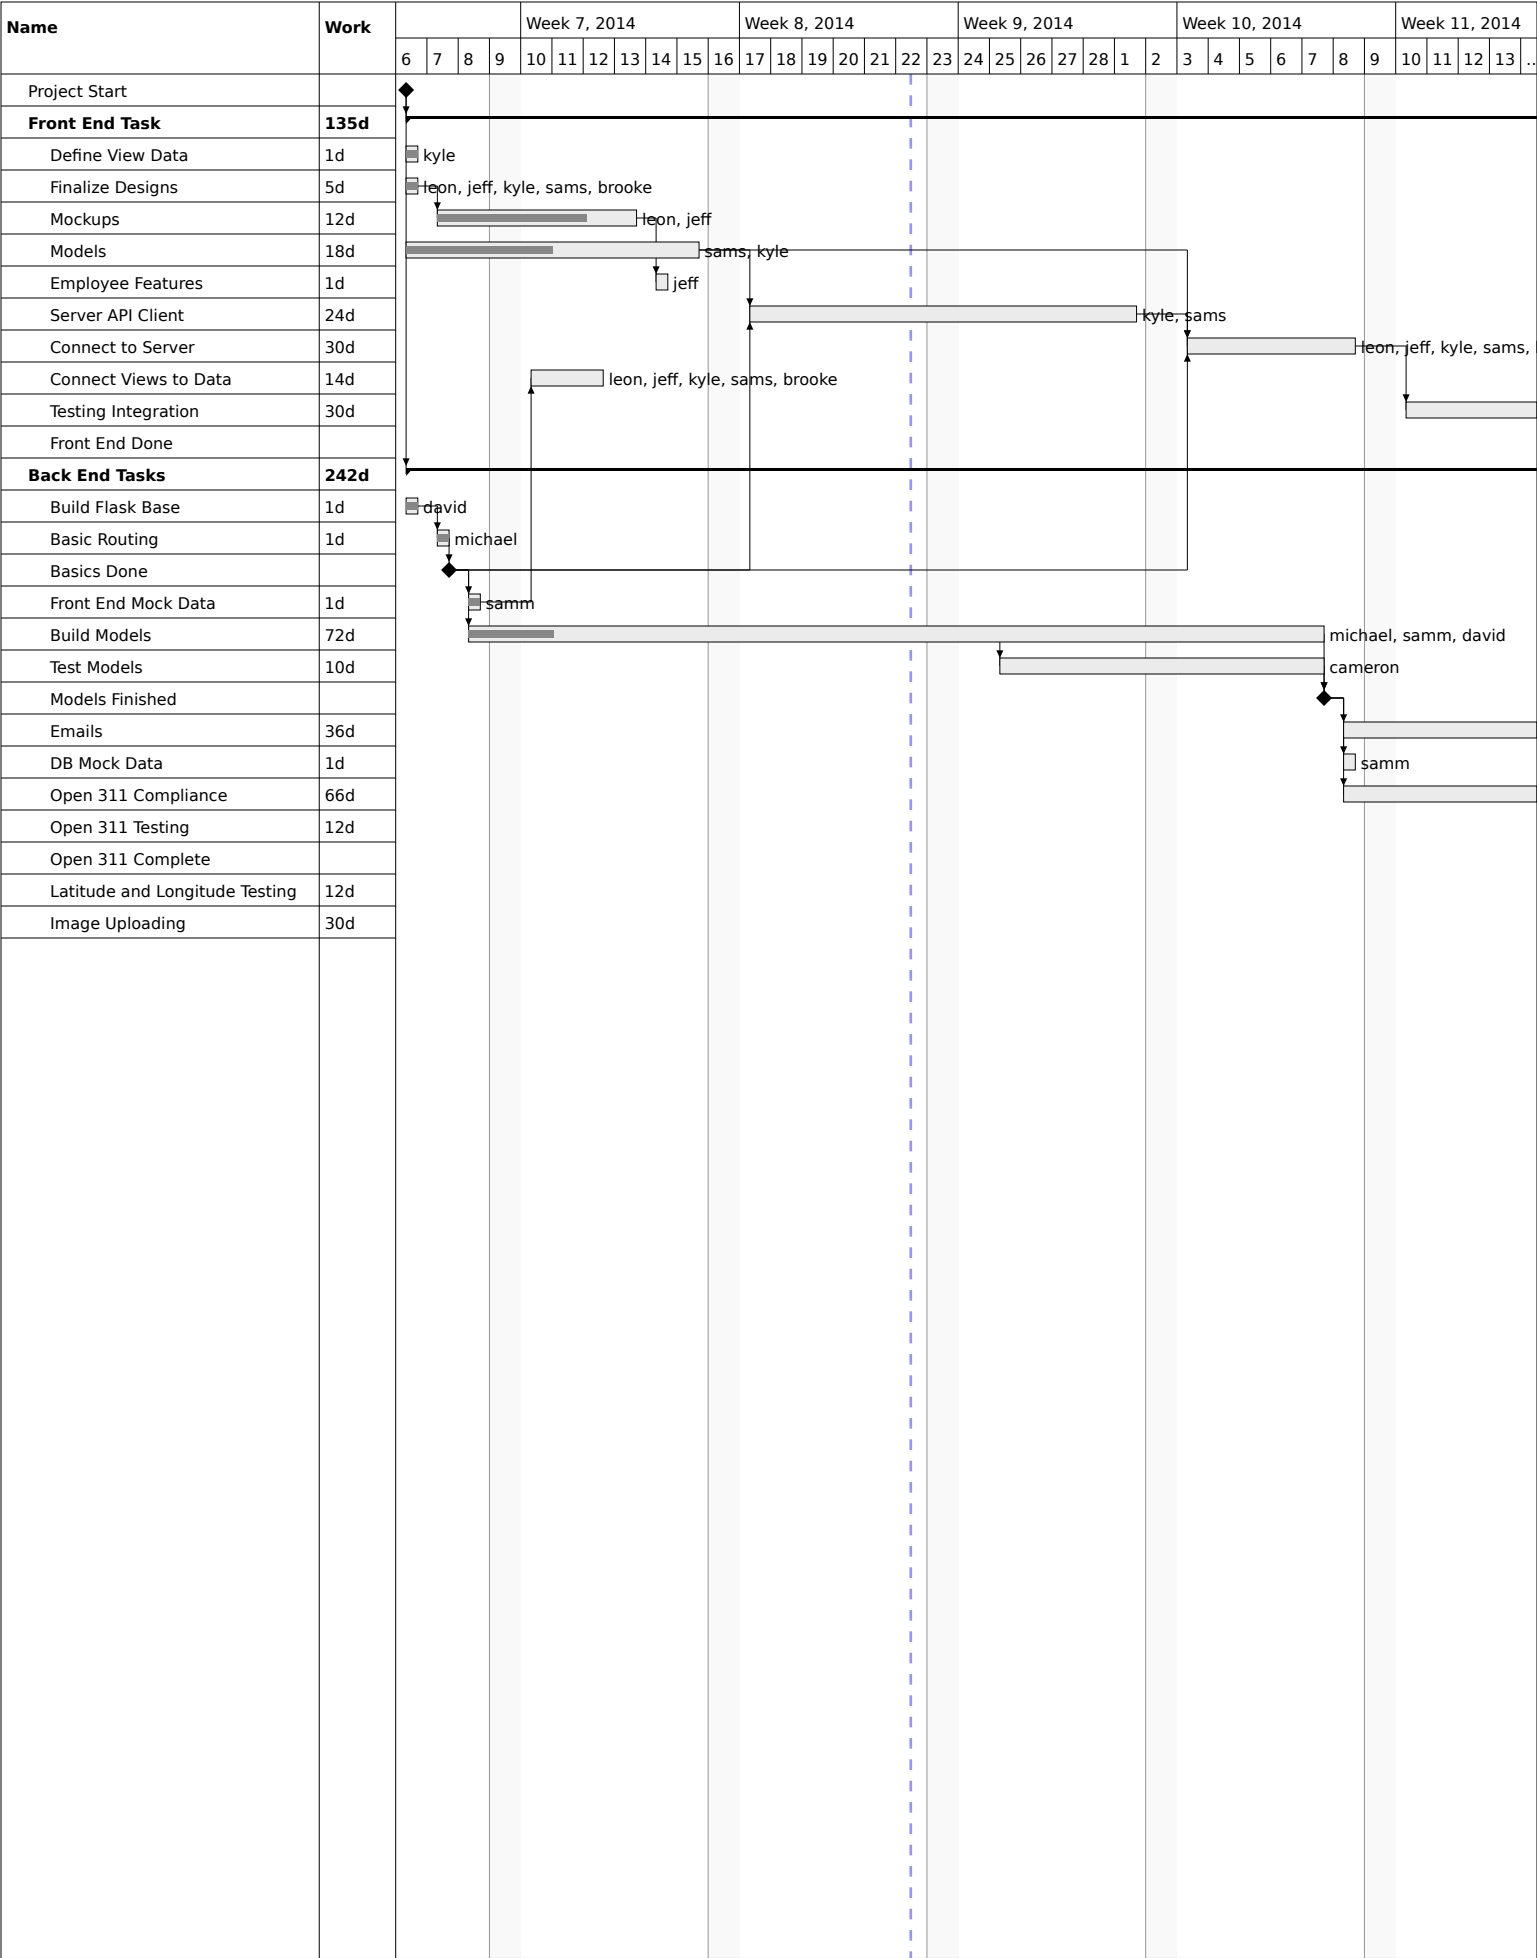 Name Work Week 7, 2014 Week 8, 2014 Week 9, 2014 Week 10, 2014 Week 11, 2014
6 7 8 9 10 11 12 13 14 15 16 17 18 19 20 21 22 23 24 25 26 27 28 1 2 3 4 5 6 7 8 9 10 11 12 13 ..
Project Start
Front End Task 135d
Define View Data 1d kyle
Finalize Designs 5d leon, jeff, kyle, sams, brooke
Mockups 12d leon, jeff
Models 18d sams, kyle
Employee Features 1d jeff
Server API Client 24d kyle, sams
Connect to Server 30d leon, jeff, kyle, sams,
Connect Views to Data 14d leon, jeff, kyle, sams, brooke
Testing Integration 30d
Front End Done
Back End Tasks 242d
Build Flask Base 1d david
Basic Routing 1d michael
Basics Done
Front End Mock Data 1d samm
Build Models 72d michael, samm, david
Test Models 10d cameron
Models Finished
Emails 36d
DB Mock Data 1d samm
Open 311 Compliance 66d
Open 311 Testing 12d
Open 311 Complete
Latitude and Longitude Testing 12d
Image Uploading 30d